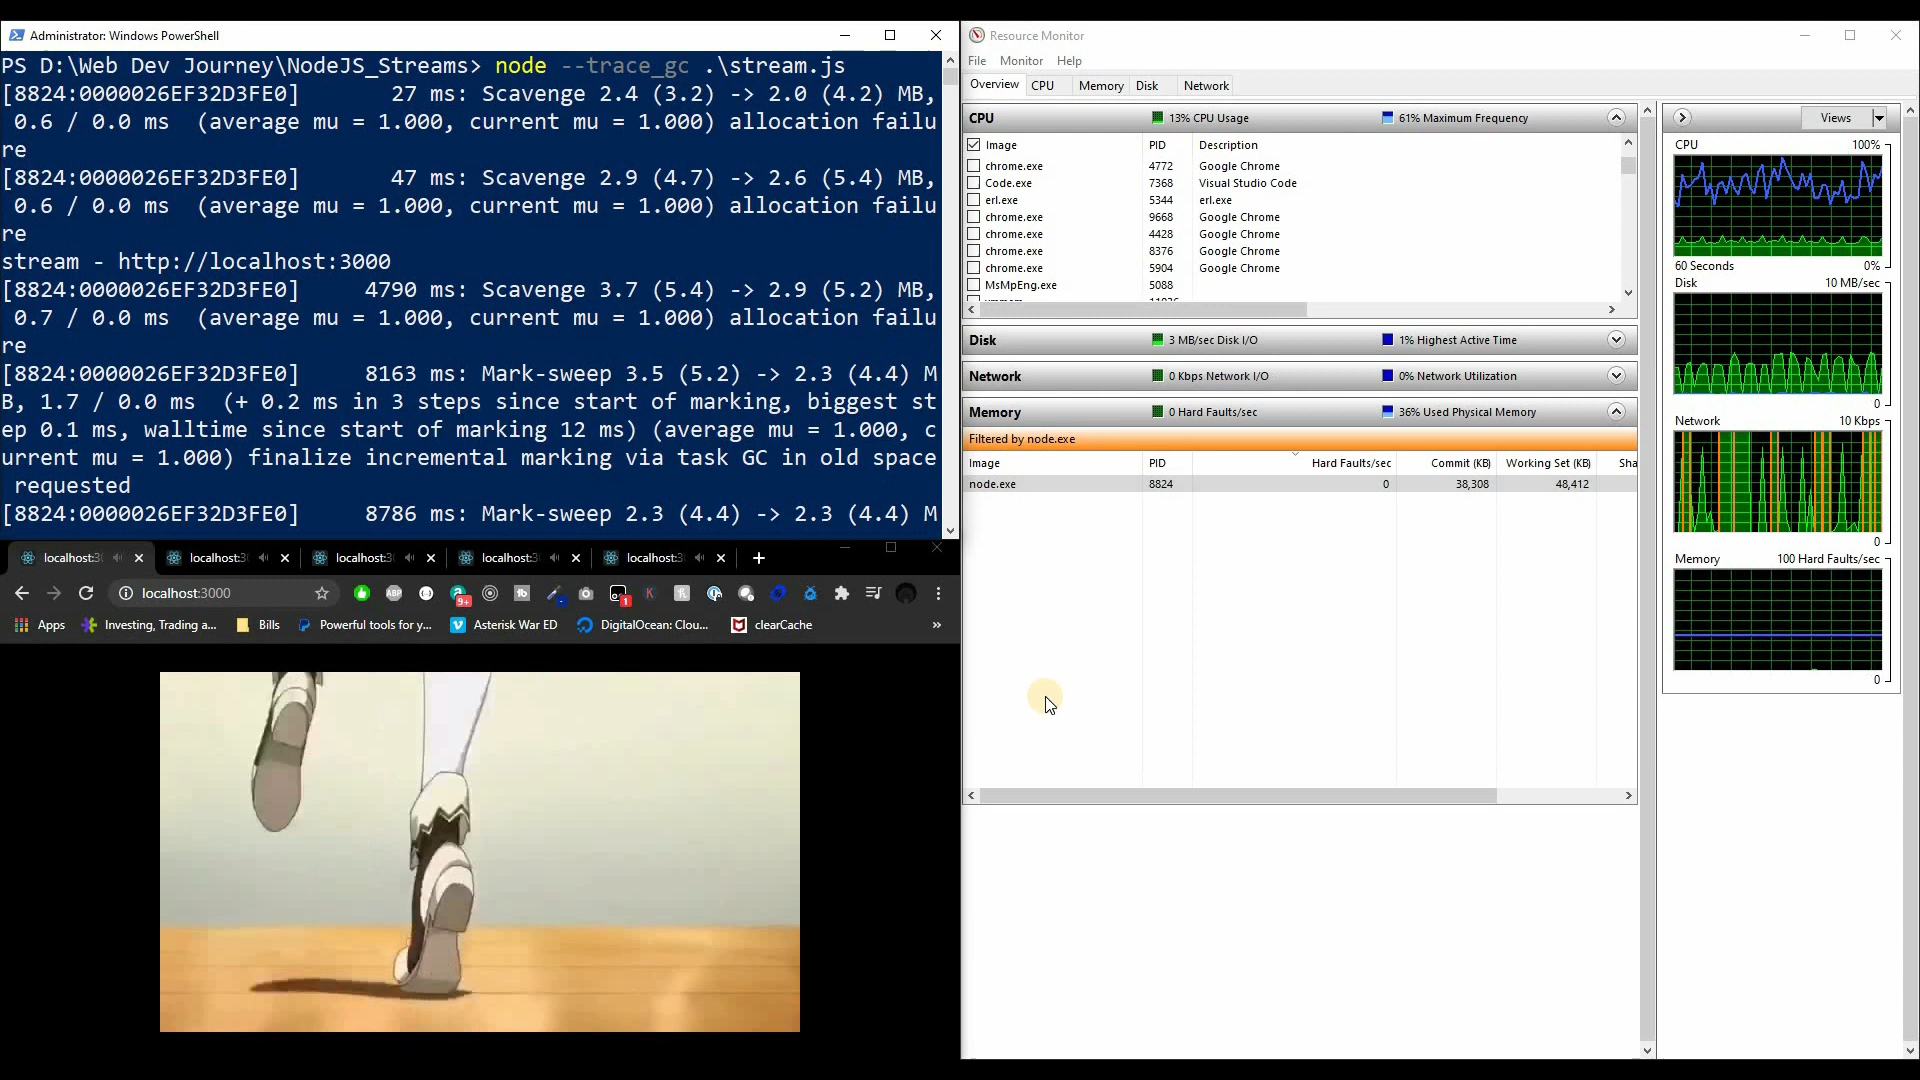 Administrator: Windows PowerShell
PS D:\Web Dev Journey\NodeJS_Streams> node --trace_gc .\stream.js
[8824:0000026EF32D3FE0]       27 ms: Scavenge 2.4 (3.2) -> 2.0 (4.2) MB,
 0.6 / 0.0 ms  (average mu = 1.000, current mu = 1.000) allocation failu
re
[8824:0000026EF32D3FE0]       47 ms: Scavenge 2.9 (4.7) -> 2.6 (5.4) MB,
 0.6 / 0.0 ms  (average mu = 1.000, current mu = 1.000) allocation failu
re
stream - http://localhost:3000
[8824:0000026EF32D3FE0]     4790 ms: Scavenge 3.7 (5.4) -> 2.9 (5.2) MB,
 0.7 / 0.0 ms  (average mu = 1.000, current mu = 1.000) allocation failu
re
[8824:0000026EF32D3FE0]     8163 ms: Mark-sweep 3.5 (5.2) -> 2.3 (4.4) M
B, 1.7 / 0.0 ms  (+ 0.2 ms in 3 steps since start of marking, biggest st
ep 0.1 ms, walltime since start of marking 12 ms) (average mu = 1.000, c
urrent mu = 1.000) finalize incremental marking via task GC in old space
 requested
[8824:0000026EF32D3FE0]     8786 ms: Mark-sweep 2.3 (4.4) -> 2.3 (4.4) M
localhost:30 localhost:3 localhost:3 localhost:3 localhost:3
localhost:3000
ABP 9+ tb 1 K
Apps Investing, Trading a... Bills Powerful tools for y... Asterisk War ED DigitalOcean: Clou... clearCache »
Resource Monitor
File Monitor Help
Overview CPU Memory Disk Network
CPU 13% CPU Usage 61% Maximum Frequency
Image PID Description
chrome.exe 4772 Google Chrome
Code.exe 7368 Visual Studio Code
erl.exe 5344 erl.exe
chrome.exe 9668 Google Chrome
chrome.exe 4428 Google Chrome
chrome.exe 8376 Google Chrome
chrome.exe 5904 Google Chrome
MsMpEng.exe 5088
Disk 3 MB/sec Disk I/O 1% Highest Active Time
Network 0 Kbps Network I/O 0% Network Utilization
Memory 0 Hard Faults/sec 36% Used Physical Memory
Filtered by node.exe
Image PID Hard Faults/sec Commit (KB) Working Set (KB) Sha
node.exe 8824 0 38,308 48,412
Views
CPU 100%
60 Seconds 0%
Disk 10 MB/sec
0
Network 10 Kbps
0
Memory 100 Hard Faults/sec
0